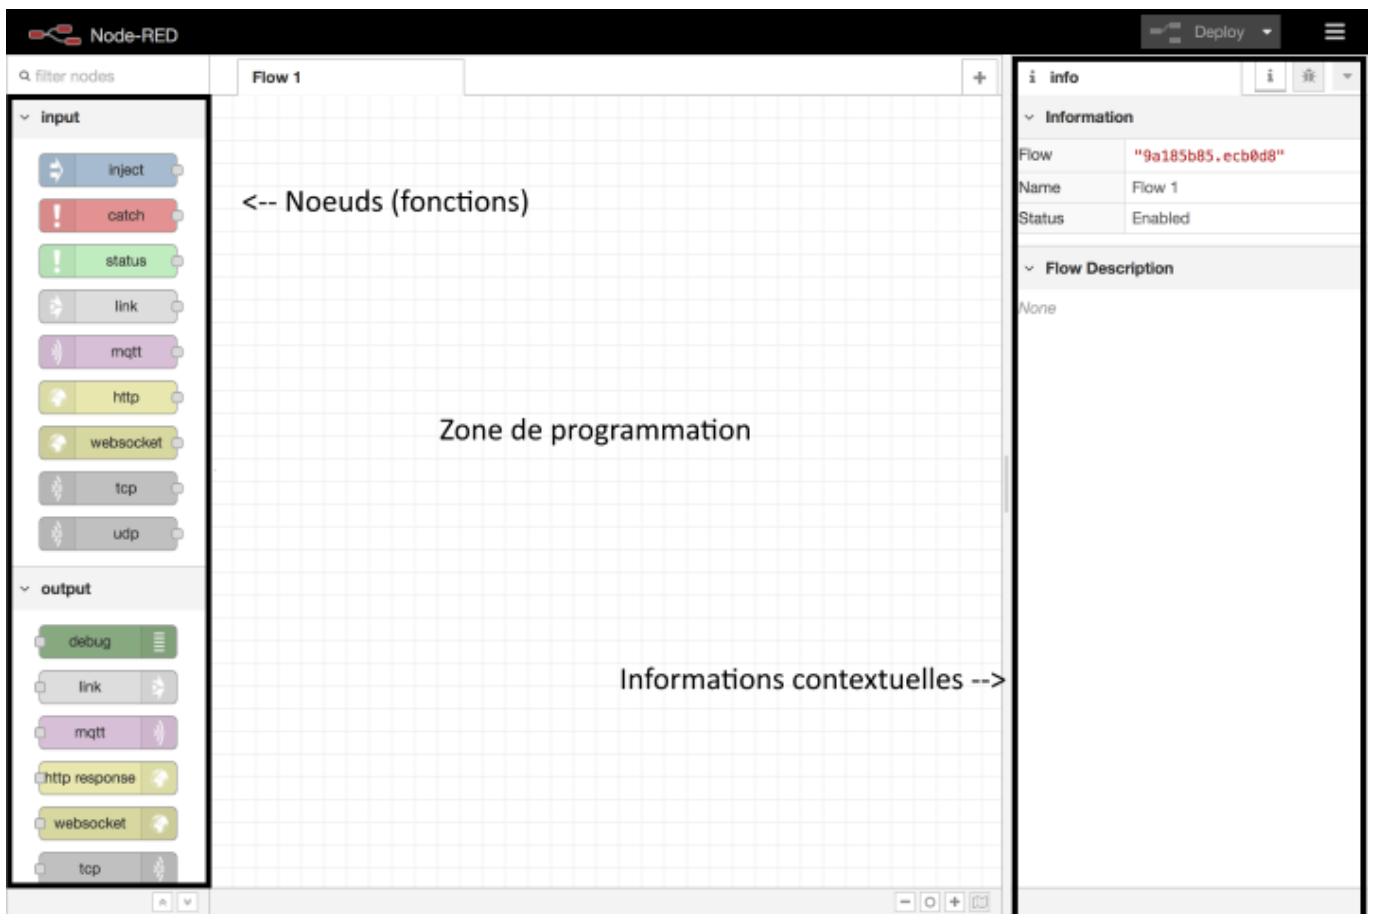 Node-RED
Deploy
filter nodes
Flow 1
i info
i
input
inject
catch
status
link
mqtt
http
websocket
tcp
udp
output
debug
link
mqtt
http response
websocket
tcp
<-- Noeuds (fonctions)
Zone de programmation
Informations contextuelles -->
Information
Flow "9a185b85.ecb0d8"
Name Flow 1
Status Enabled
Flow Description
None